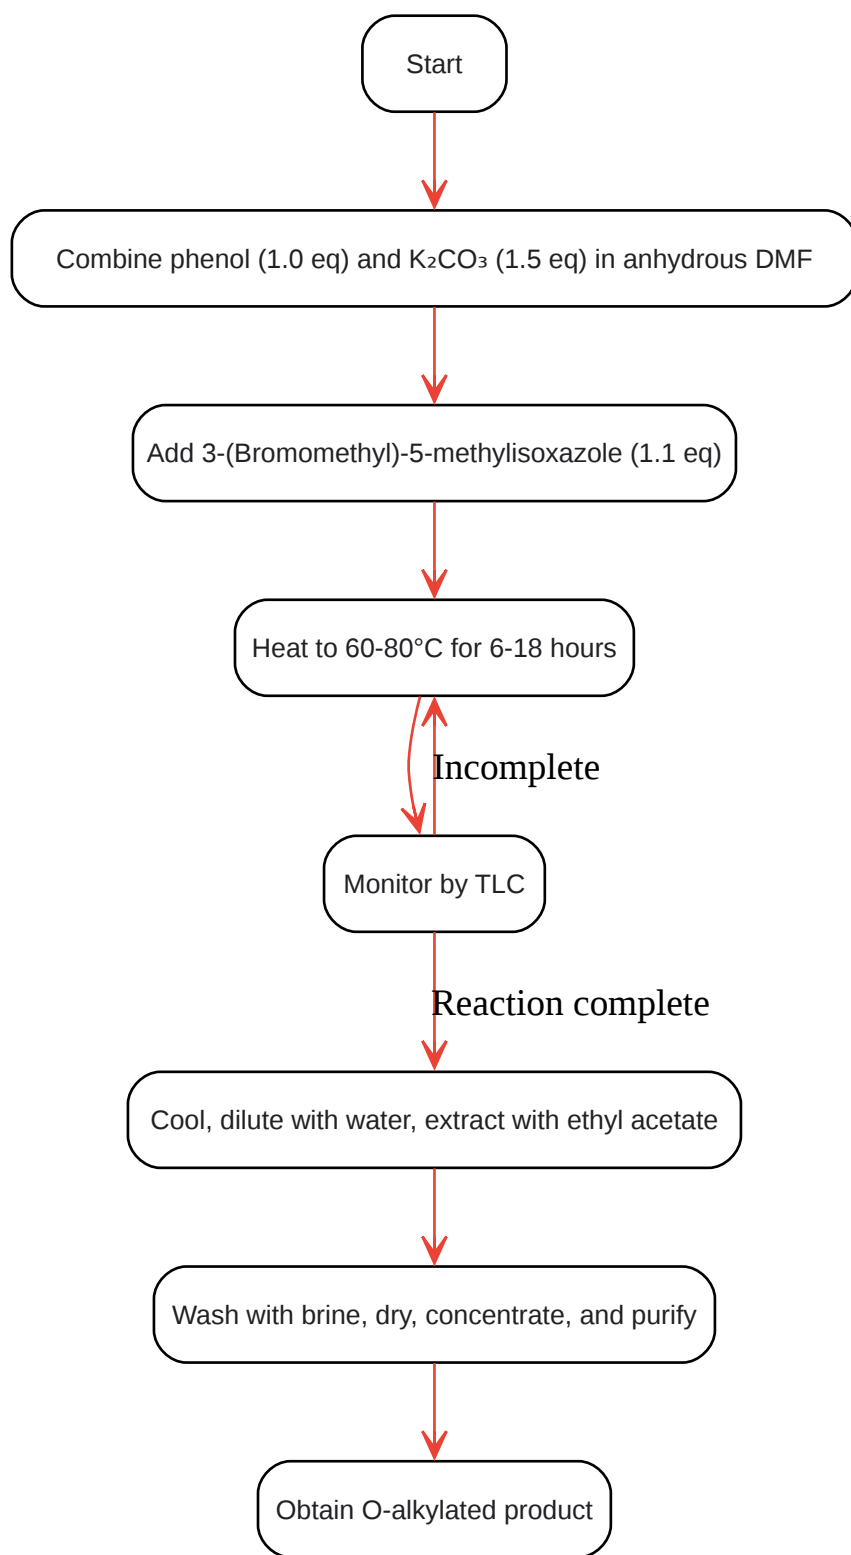 Start
Combine phenol (1.0 eq) and K₂CO₃ (1.5 eq) in anhydrous DMF
Add 3-(Bromomethyl)-5-methylisoxazole (1.1 eq)
Heat to 60-80°C for 6-18 hours
Incomplete
Monitor by TLC
Reaction complete
Cool, dilute with water, extract with ethyl acetate
Wash with brine, dry, concentrate, and purify
Obtain O-alkylated product